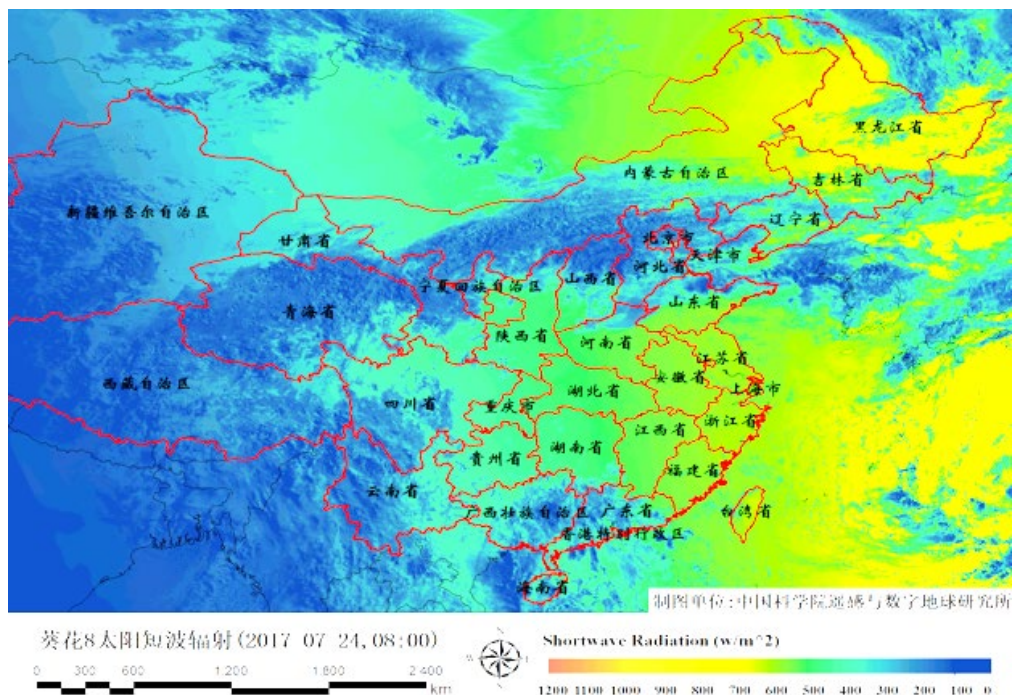 黑龙江省
内蒙古自治区
吉林省
新疆维吾尔自治区
辽宁省
甘肃省
北京市
天津市
河北省
山西省
宁夏回族自治区
山东省
青海省
陕西省
河南省
江苏省
安徽省
上海市
西藏自治区
四川省
重庆市
湖北省
浙江省
江西省
湖南省
贵州省
福建省
云南省
广西壮族自治区
广东省
台湾省
香港特别行政区
海南省
制图单位:中国科学院遥感与数字地球研究所
葵花8太阳短波辐射(2017 07 24,08:00)
0 300 600 1,200 1,800 2,400
km
Shortwave Radiation (w/m^2)
1200 1100 1000 900 800 700 600 500 400 300 200 100 0